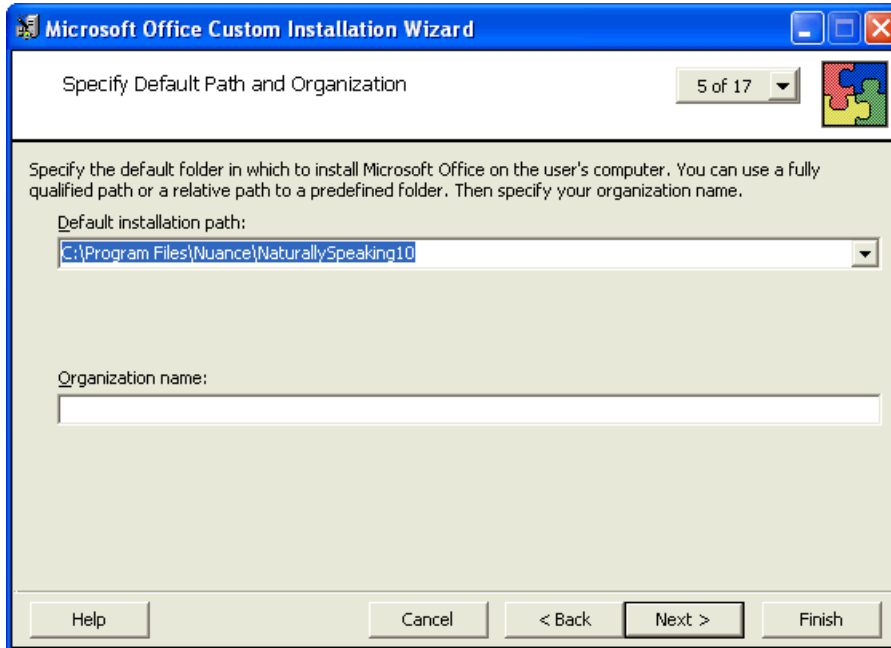 Microsoft Office Custom Installation Wizard
Specify Default Path and Organization
5 of 17
Specify the default folder in which to install Microsoft Office on the user's computer. You can use a fully
qualified path or a relative path to a predefined folder. Then specify your organization name.
Default installation path:
C:\Program Files\Nuance\NaturallySpeaking10
Organization name:
Help
Cancel
< Back
Next >
Finish